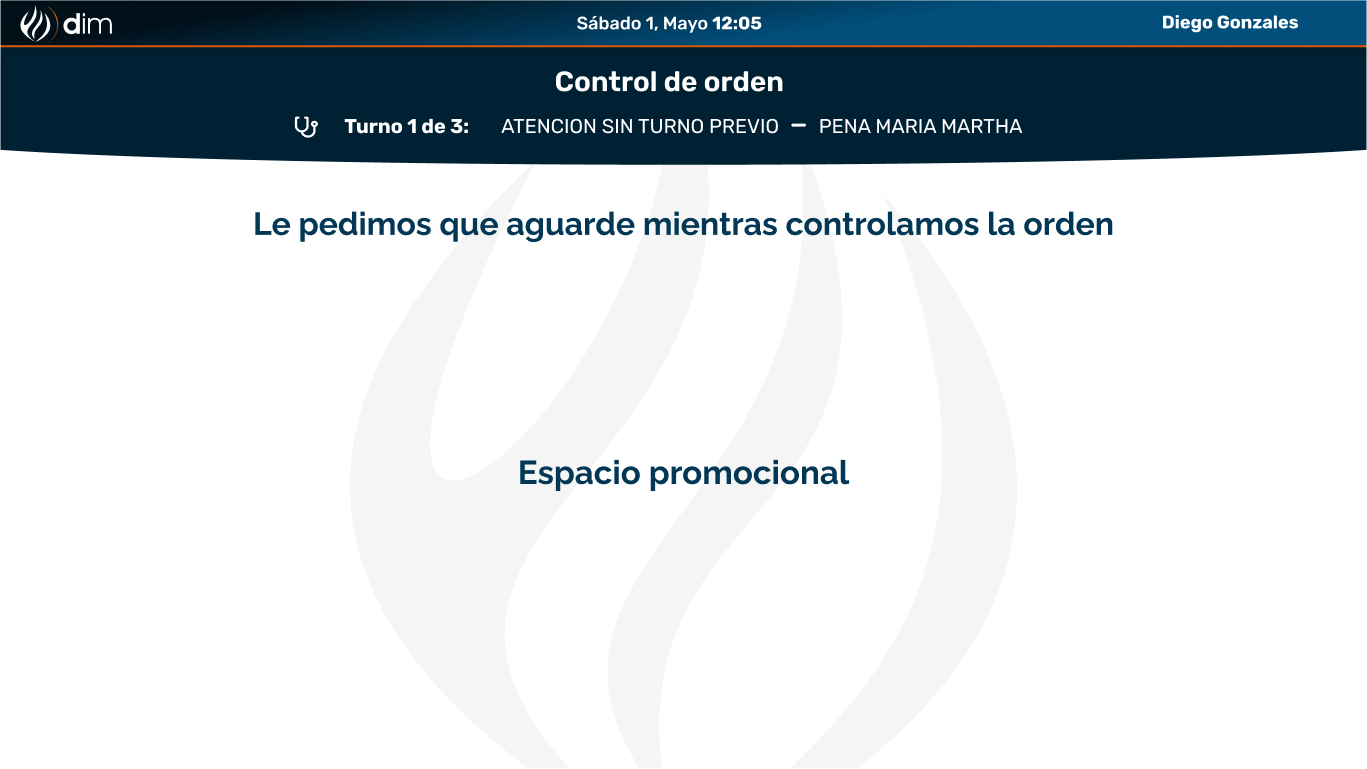 dim
Sábado 1, Mayo 12:05
Diego Gonzales
Control de orden
Turno 1 de 3: ATENCION SIN TURNO PREVIO — PENA MARIA MARTHA
Le pedimos que aguarde mientras controlamos la orden
Espacio promocional